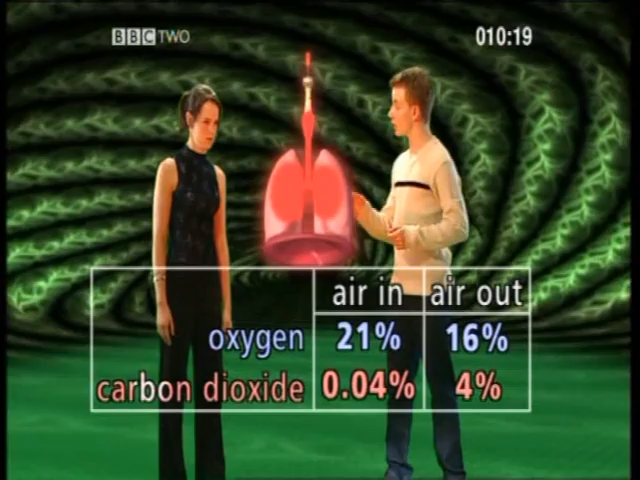 BBC TWO
010:19
air in air out
oxygen 21% 16%
carbon dioxide 0.04% 4%